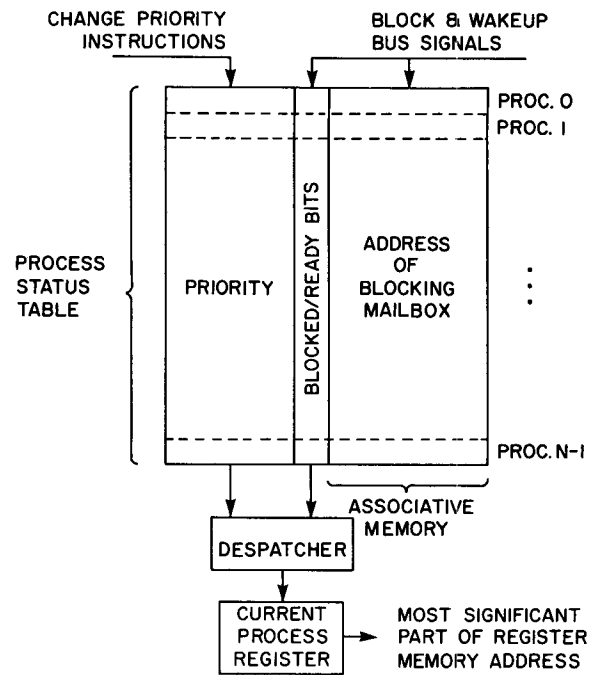 CHANGE PRIORITY
INSTRUCTIONS
BLOCK & WAKEUP
BUS SIGNALS
PROC. 0
PROC. 1
PROCESS
STATUS
TABLE
PRIORITY
BLOCKED/READY BITS
ADDRESS
OF
BLOCKING
MAILBOX
PROC. N-1
ASSOCIATIVE
MEMORY
DESPATCHER
CURRENT
PROCESS
REGISTER
MOST SIGNIFICANT
PART OF REGISTER
MEMORY ADDRESS